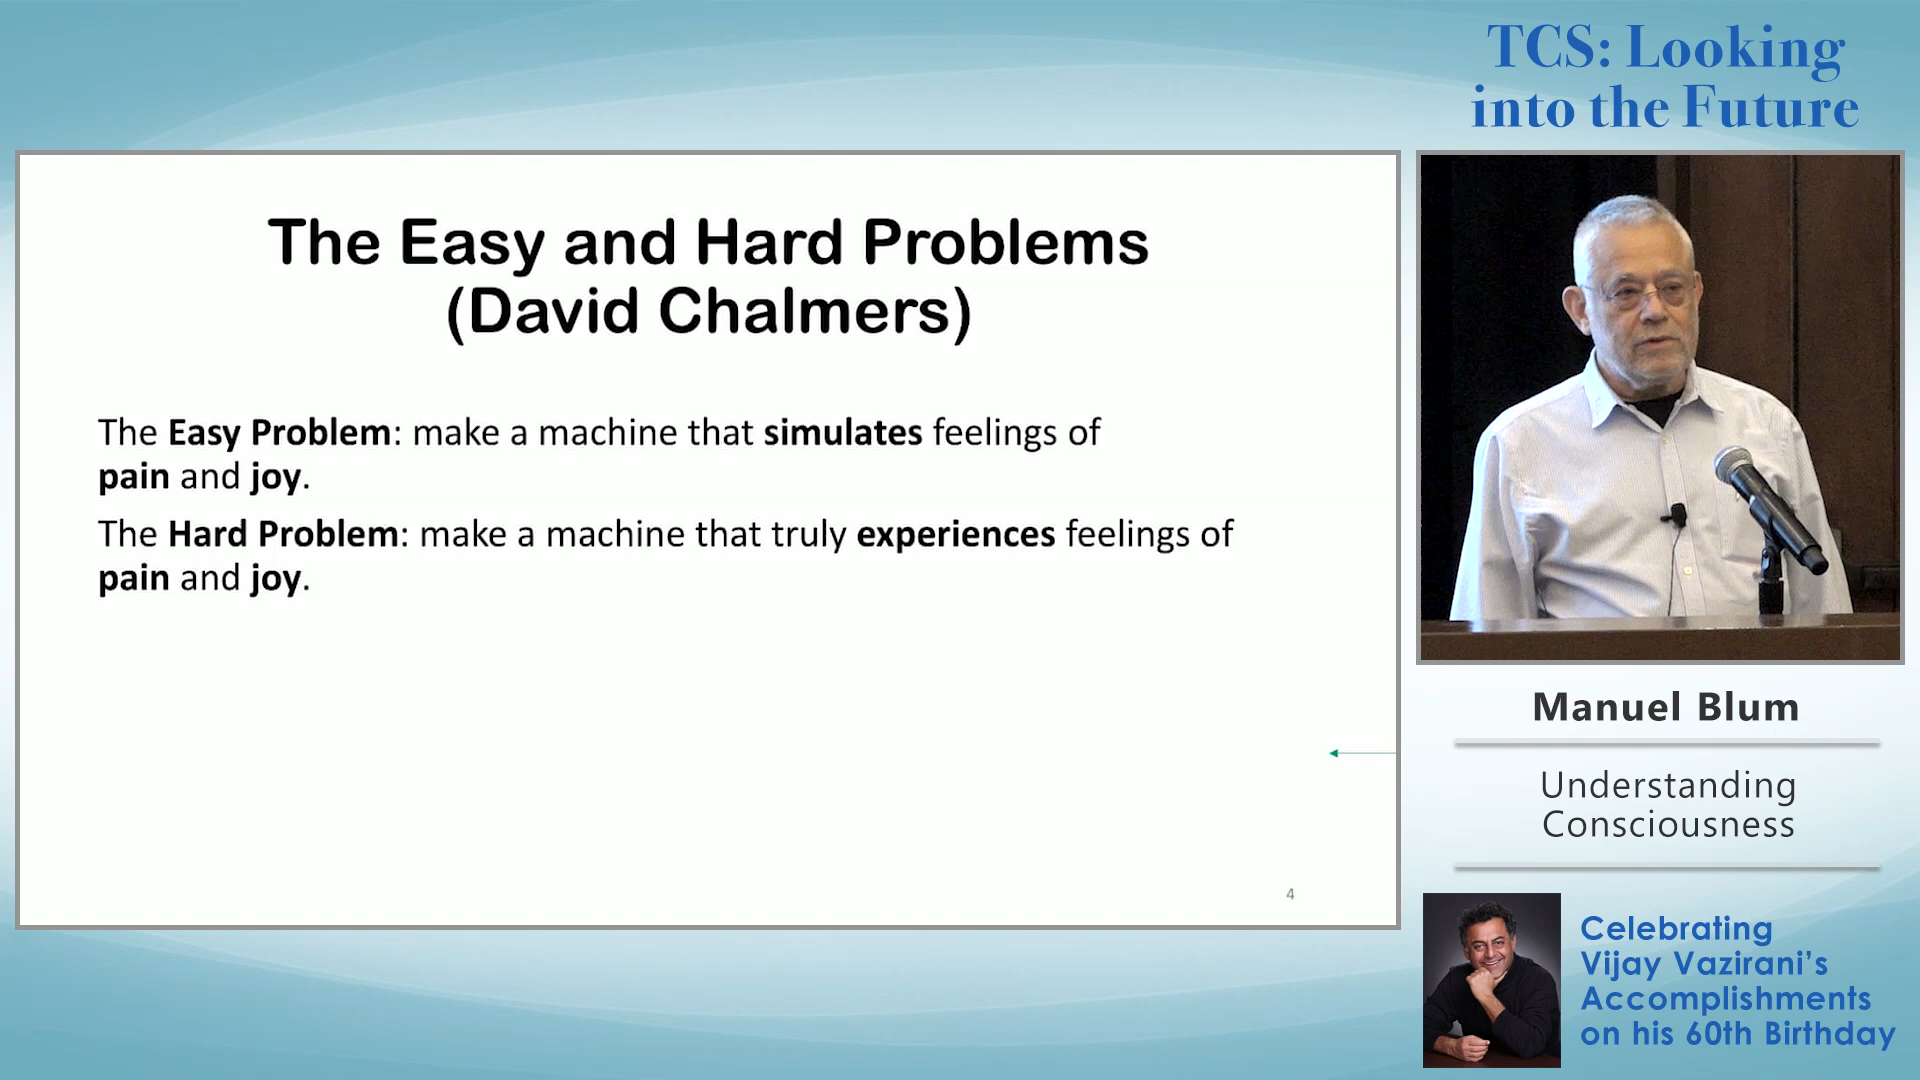 TCS: Looking
into the Future
The Easy and Hard Problems
(David Chalmers)
The Easy Problem: make a machine that simulates feelings of
pain and joy.
The Hard Problem: make a machine that truly experiences feelings of
pain and joy.
4
Manuel Blum
Understanding
Consciousness
Celebrating
Vijay Vazirani’s
Accomplishments
on his 60th Birthday